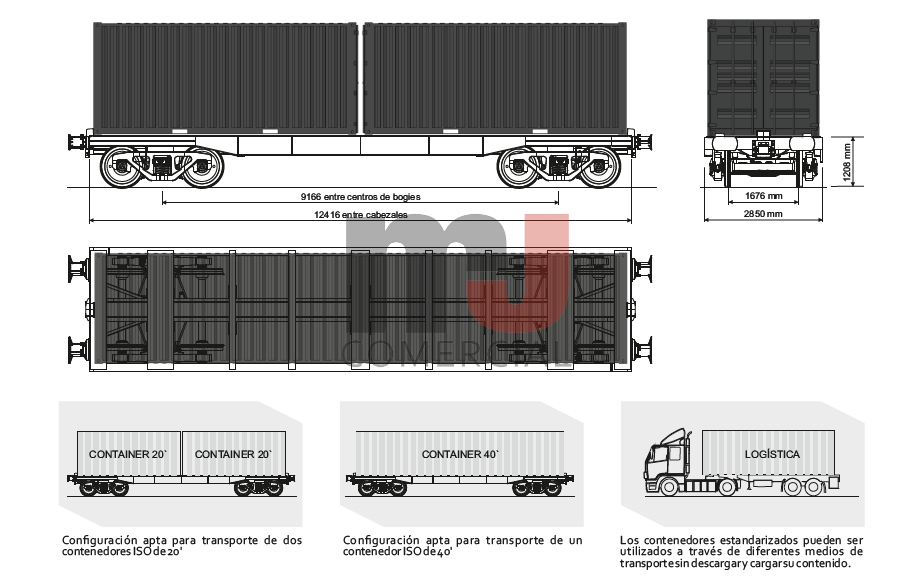 1208 mm
9166 entre centros de bogies
1676 mm
12416 entre cabezales
2850 mm
mJ
COMERCIAL
CONTAINER 20`
CONTAINER 20`
CONTAINER 40`
LOGÍSTICA
Configuración apta para transporte de dos
contenedores ISO de 20'
Configuración apta para transporte de un
contenedor ISO de 40'
Los contenedores estandarizados pueden ser
utilizados a través de diferentes medios de
transporte sin descargar y cargar su contenido.